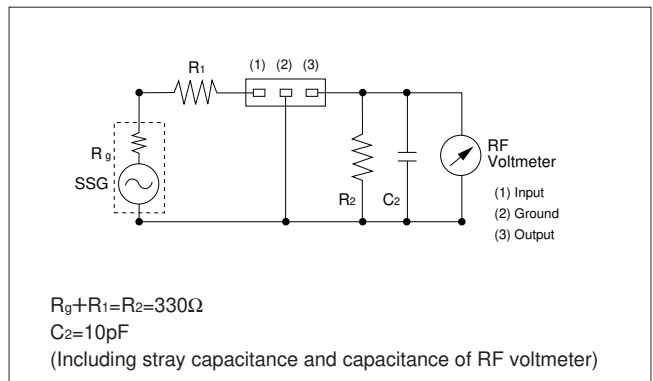 R1
(1) (2) (3)
Rg
SSG
R2
C2
RF
Voltmeter
(1) Input
(2) Ground
(3) Output
Rg+R1=R2=330Ω
C2=10pF
(Including stray capacitance and capacitance of RF voltmeter)